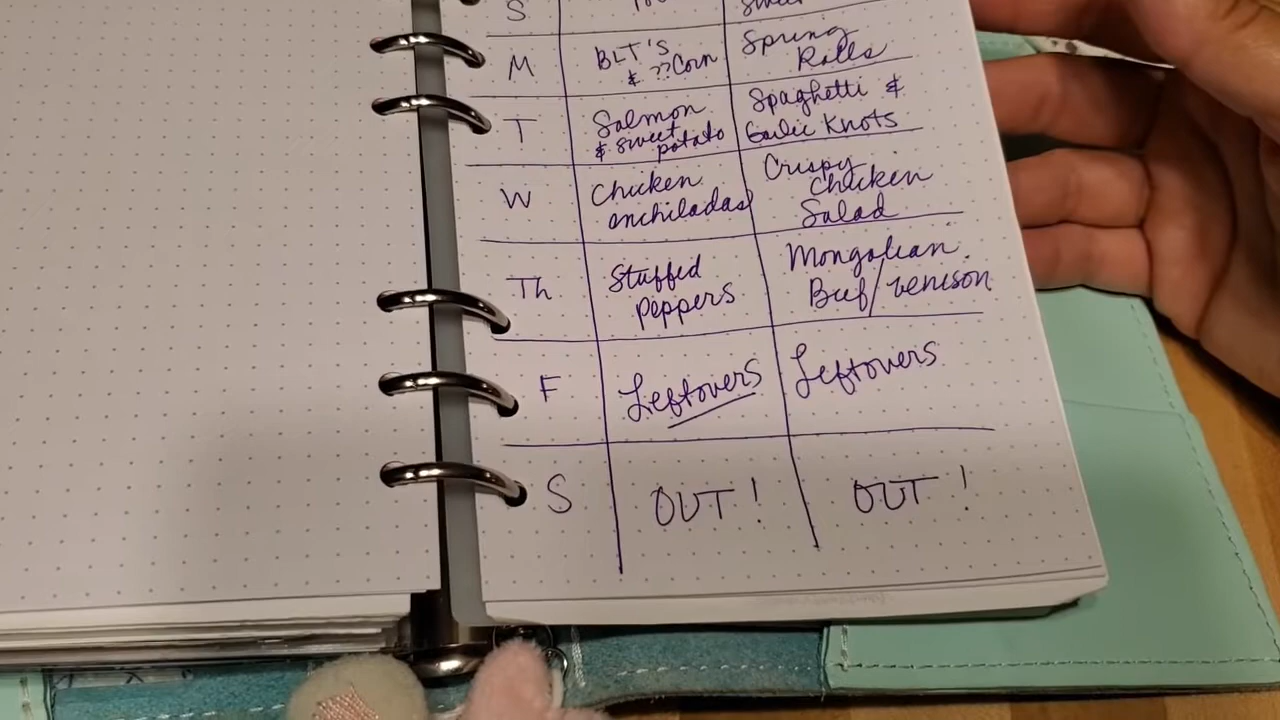 S
M BLT'S Spring
& ??Corn Rolls
T Salmon Spaghetti &
& sweet potato Garlic Knots
W Chicken Crispy
enchiladas Chicken
Salad
Th Stuffed Mongolian
Peppers Beef/venison
F Leftovers Leftovers
S OUT! OUT!